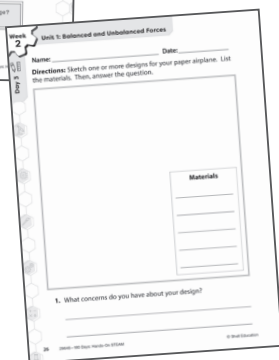 Week
2
Unit 1: Balanced and Unbalanced Forces
Day 3
Name: Date:
Directions: Sketch one or more designs for your paper airplane. List
the materials. Then, answer the question.
Materials
1. What concerns do you have about your design?
© Shell Education